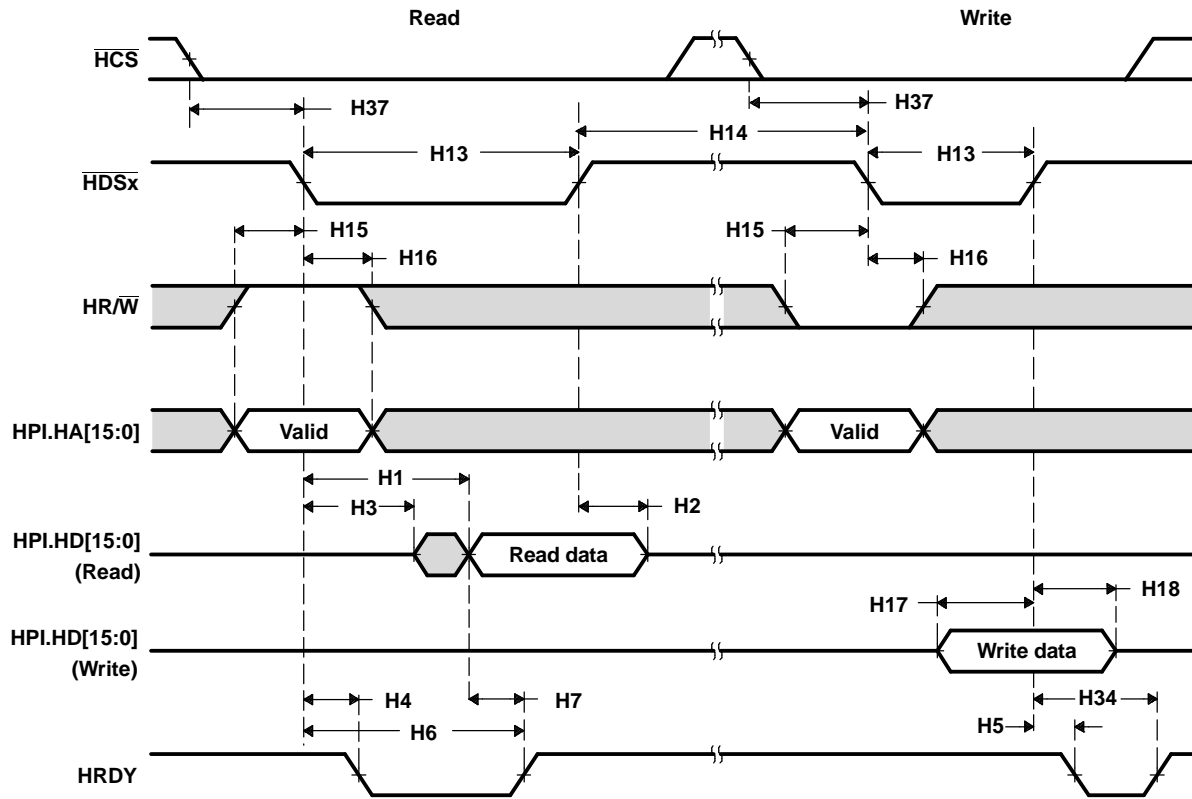 Read Write
HCS
H37 H37
H14
H13 H13
HDSx
H15 H15
H16 H16
HR/W
HPI.HA[15:0] Valid Valid
H1
H3 H2
HPI.HD[15:0]
(Read) Read data
H17 H18
HPI.HD[15:0]
(Write) Write data
H4 H7 H34
H6 H5
HRDY